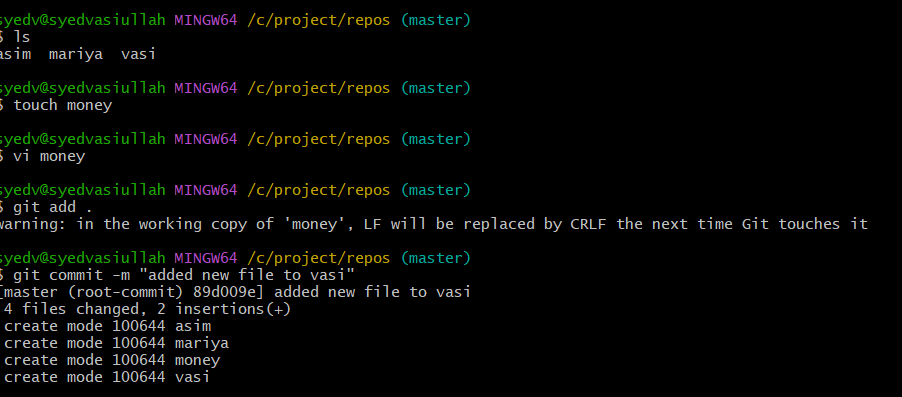 syedv@syedvasiullah MINGW64 /c/project/repos (master)
$ ls
asim  mariya  vasi
syedv@syedvasiullah MINGW64 /c/project/repos (master)
$ touch money
syedv@syedvasiullah MINGW64 /c/project/repos (master)
$ vi money
syedv@syedvasiullah MINGW64 /c/project/repos (master)
$ git add .
warning: in the working copy of 'money', LF will be replaced by CRLF the next time Git touches it
syedv@syedvasiullah MINGW64 /c/project/repos (master)
$ git commit -m "added new file to vasi"
[master (root-commit) 89d009e] added new file to vasi
 4 files changed, 2 insertions(+)
 create mode 100644 asim
 create mode 100644 mariya
 create mode 100644 money
 create mode 100644 vasi